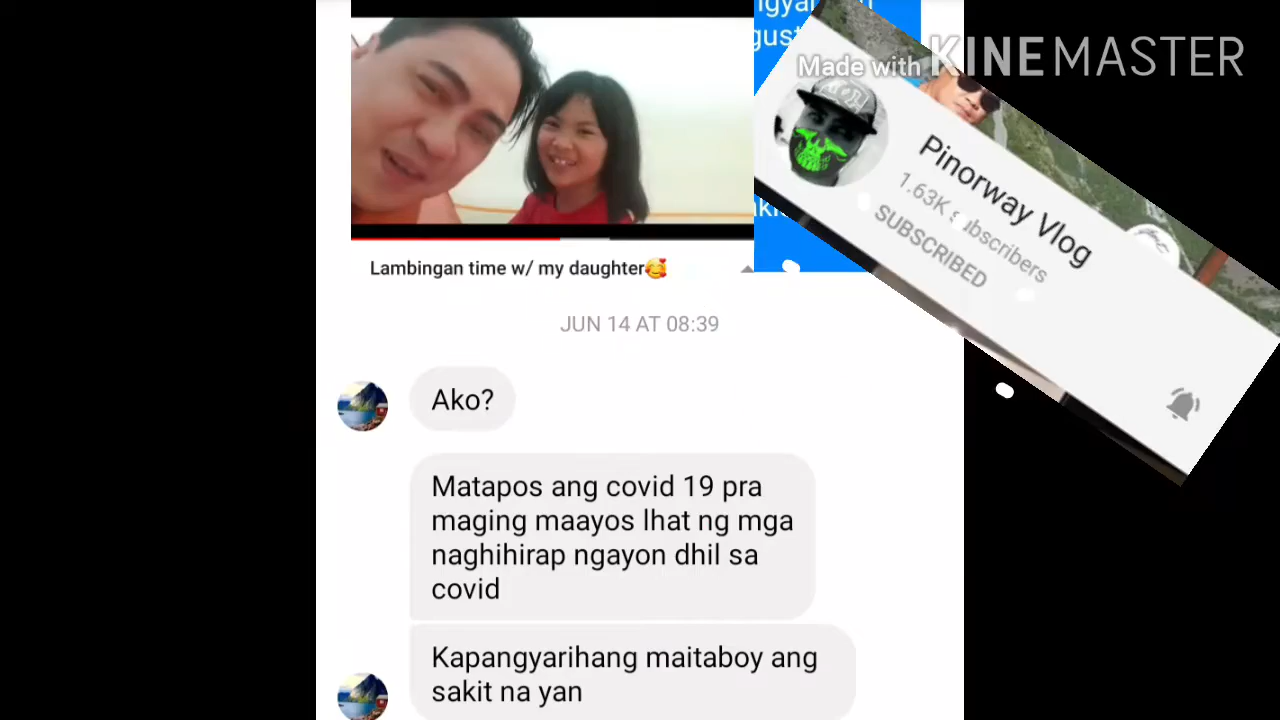 Made with KINEMASTER
Pinorway Vlog
1.63K subscribers
SUBSCRIBED
Lambingan time w/ my daughter🥰
JUN 14 AT 08:39
Ako?
Matapos ang covid 19 pra
maging maayos lhat ng mga
naghihirap ngayon dhil sa
covid
Kapangyarihang maitaboy ang
sakit na yan